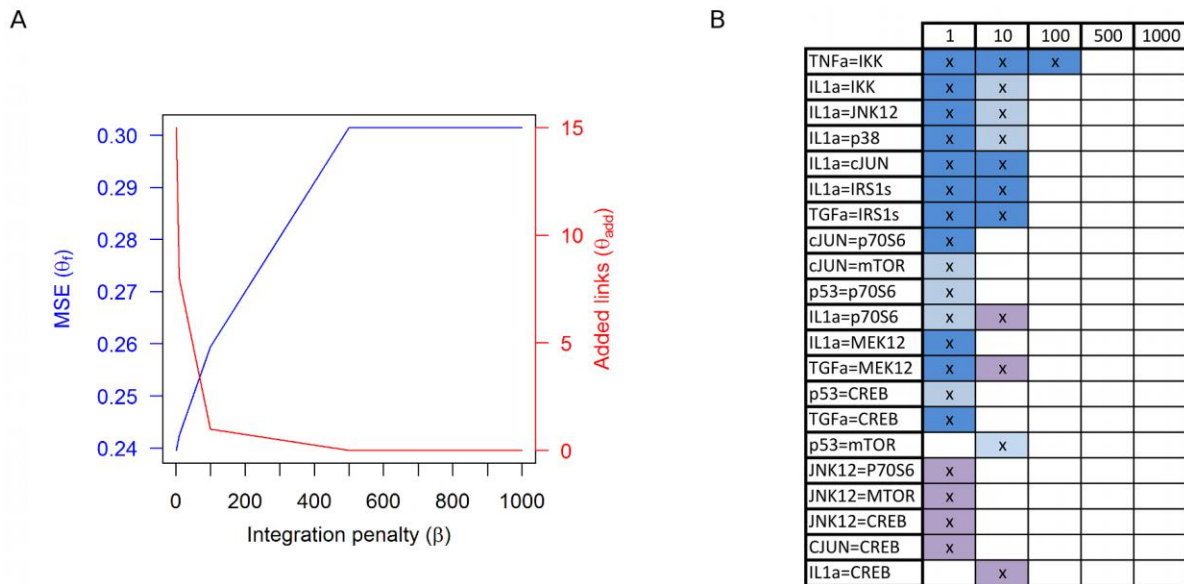 A
MSE (θf)
0.30
0.29
0.28
0.27
0.26
0.25
0.24
15
10
5
0
Added links (θadd)
0 200 400 600 800 1000
Integration penalty (β)
B
1 10 100 500 1000
TNFa=IKK x x x
IL1a=IKK x x
IL1a=JNK12 x x
IL1a=p38 x x
IL1a=cJUN x x
IL1a=IRS1s x x
TGFa=IRS1s x x
cJUN=p70S6 x
cJUN=mTOR x
p53=p70S6 x
IL1a=p70S6 x x
IL1a=MEK12 x
TGFa=MEK12 x x
p53=CREB x
TGFa=CREB x
p53=mTOR x
JNK12=P70S6 x
JNK12=MTOR x
JNK12=CREB x
CJUN=CREB x
IL1a=CREB x